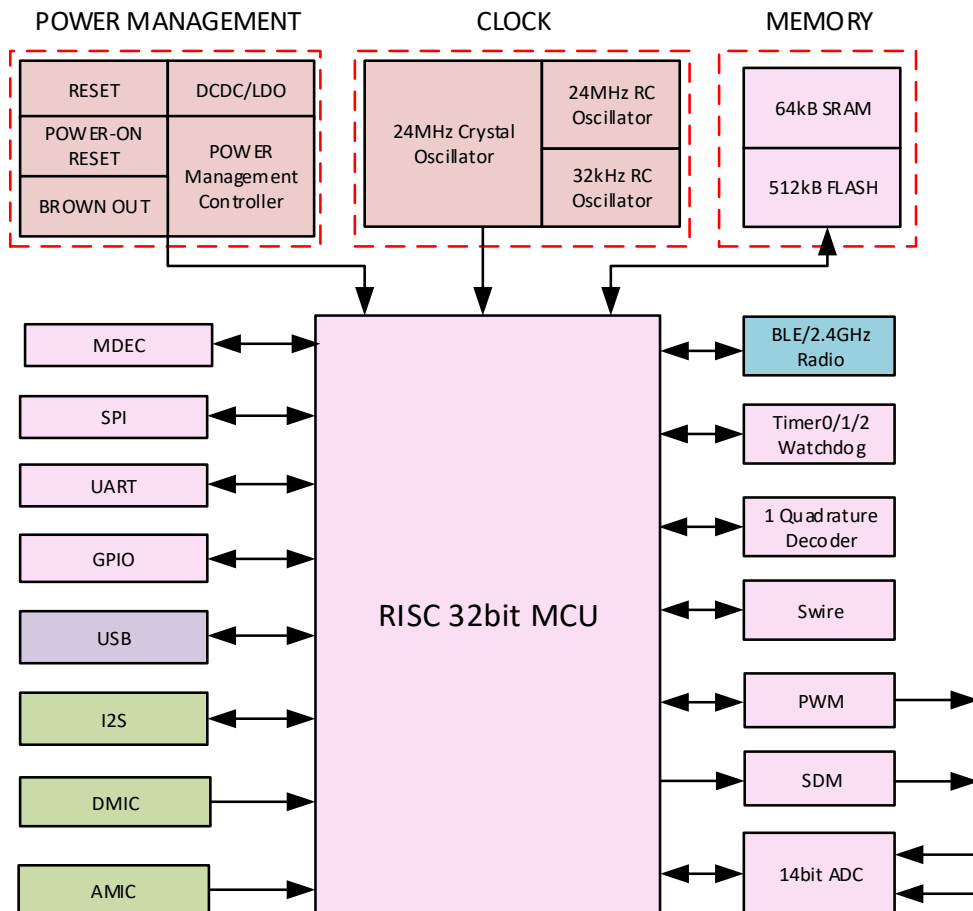 POWER MANAGEMENT
CLOCK
MEMORY
RESET
DCDC/LDO
POWER-ON
RESET
POWER
Management
Controller
BROWN OUT
24MHz Crystal
Oscillator
24MHz RC
Oscillator
32kHz RC
Oscillator
64kB SRAM
512kB FLASH
MDEC
SPI
UART
GPIO
USB
I2S
DMIC
AMIC
RISC 32bit MCU
BLE/2.4GHz
Radio
Timer0/1/2
Watchdog
1 Quadrature
Decoder
Swire
PWM
SDM
14bit ADC